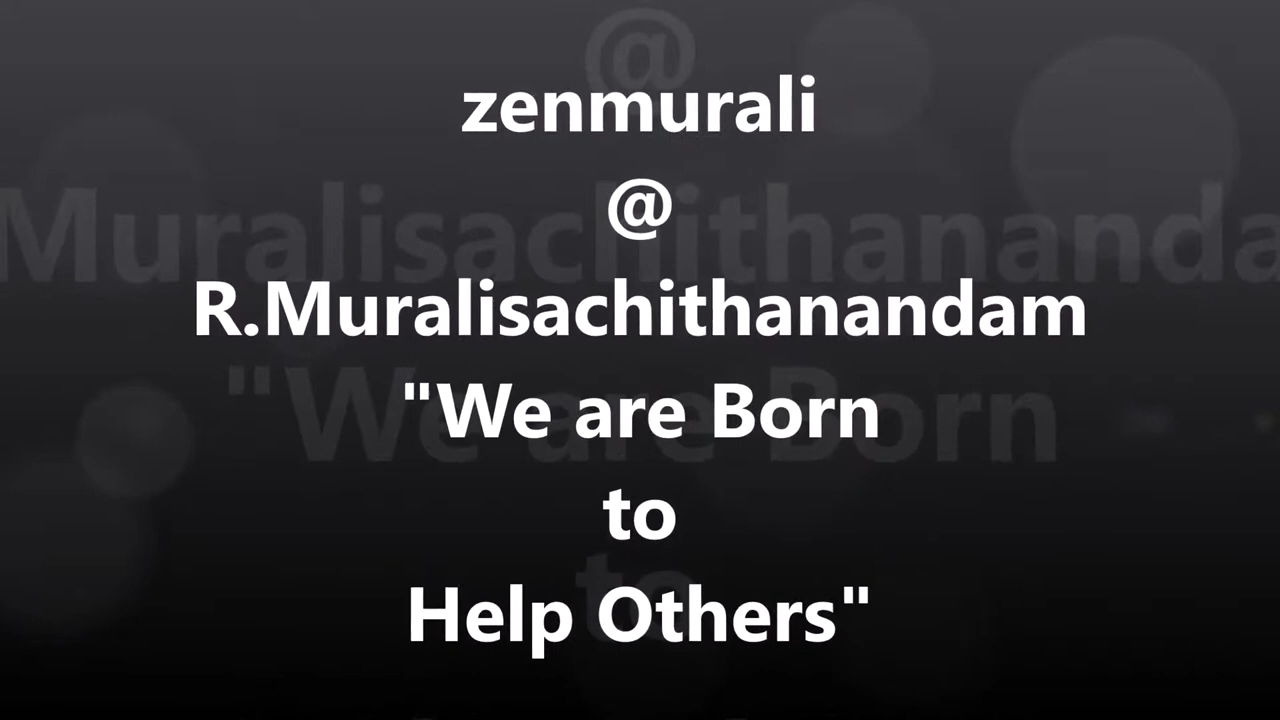 zenmurali
@
R.Muralisachithanandam
"We are Born
to
Help Others"